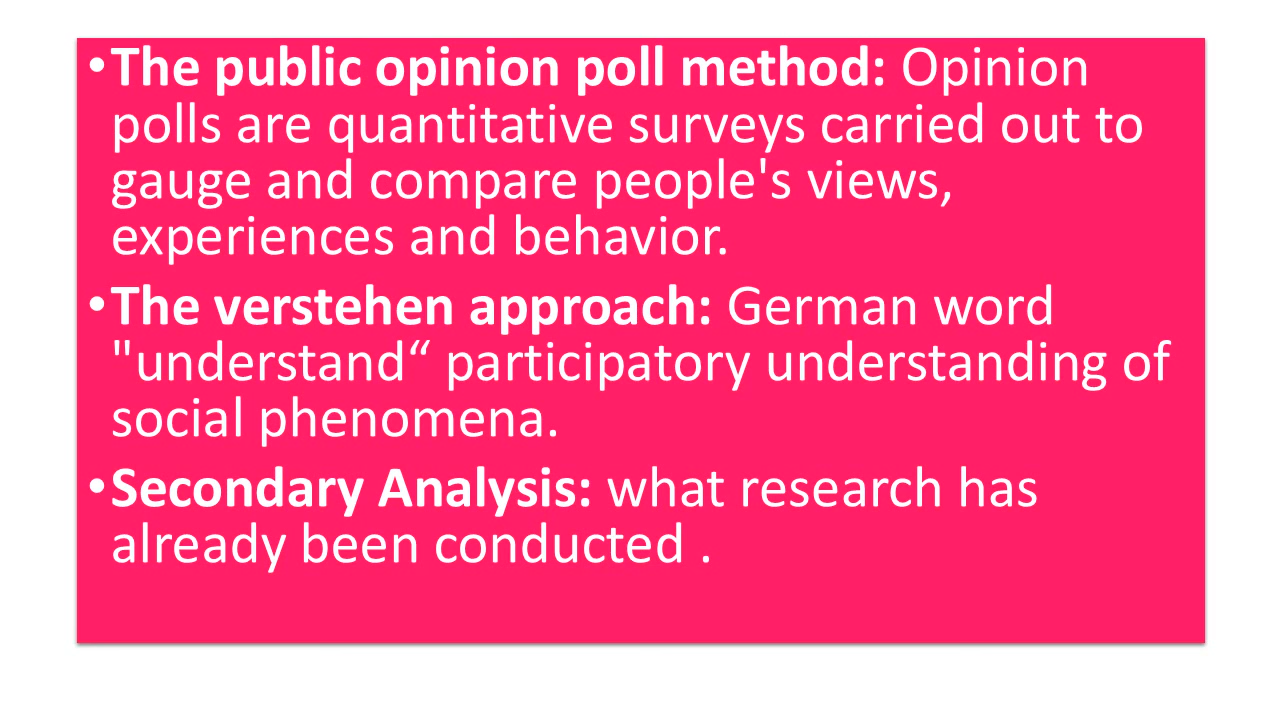 •The public opinion poll method: Opinion
polls are quantitative surveys carried out to
gauge and compare people's views,
experiences and behavior.
•The verstehen approach: German word
"understand“ participatory understanding of
social phenomena.
•Secondary Analysis: what research has
already been conducted .